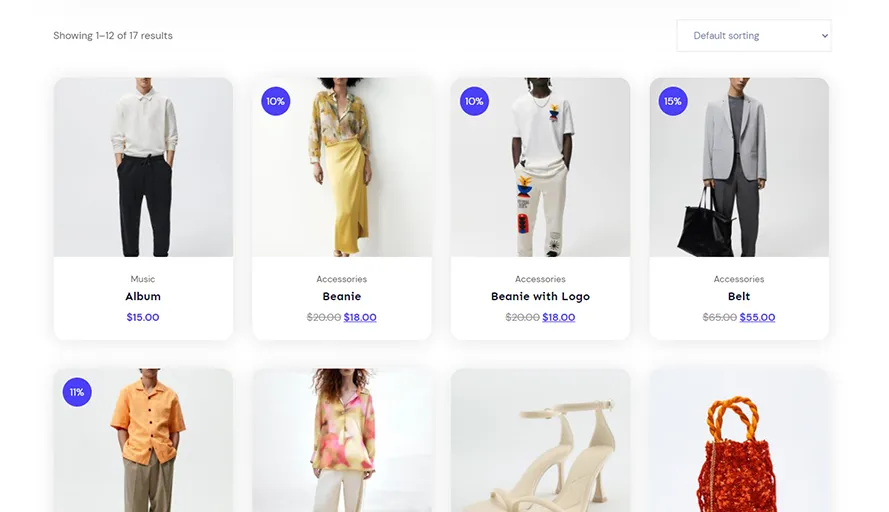 Showing 1–12 of 17 results
Default sorting
10%
10%
15%
Music
Album
$15.00
Accessories
Beanie
$20.00 $18.00
Accessories
Beanie with Logo
$20.00 $18.00
Accessories
Belt
$65.00 $55.00
11%